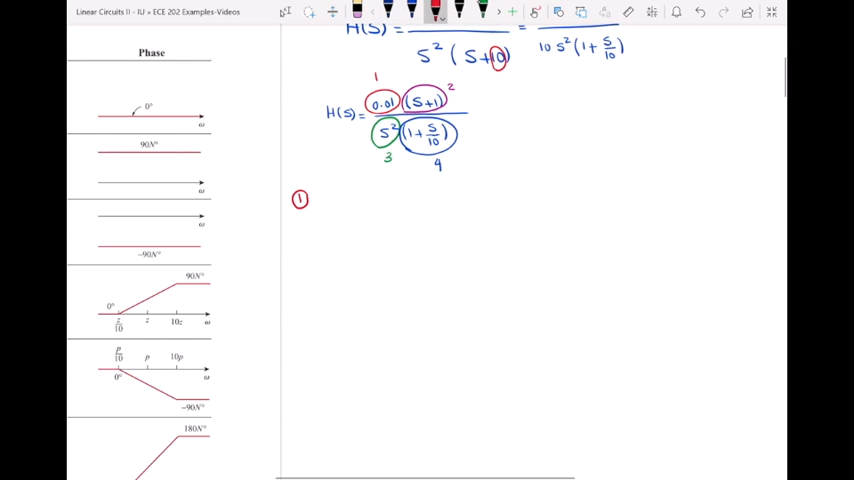 Linear Circuits II - IU > ECE 202 Examples-Videos
Phase
0°
ω
90N°
ω
ω
−90N°
90N°
0°
z/10 z 10z ω
p/10 p 10p
0° ω
−90N°
180N°
H(S) = =
S² (S+10) 10 S² (1+ S/10)
1
2
H(S) = 0.01 (S+1)
S² (1+ S/10)
3
4
1